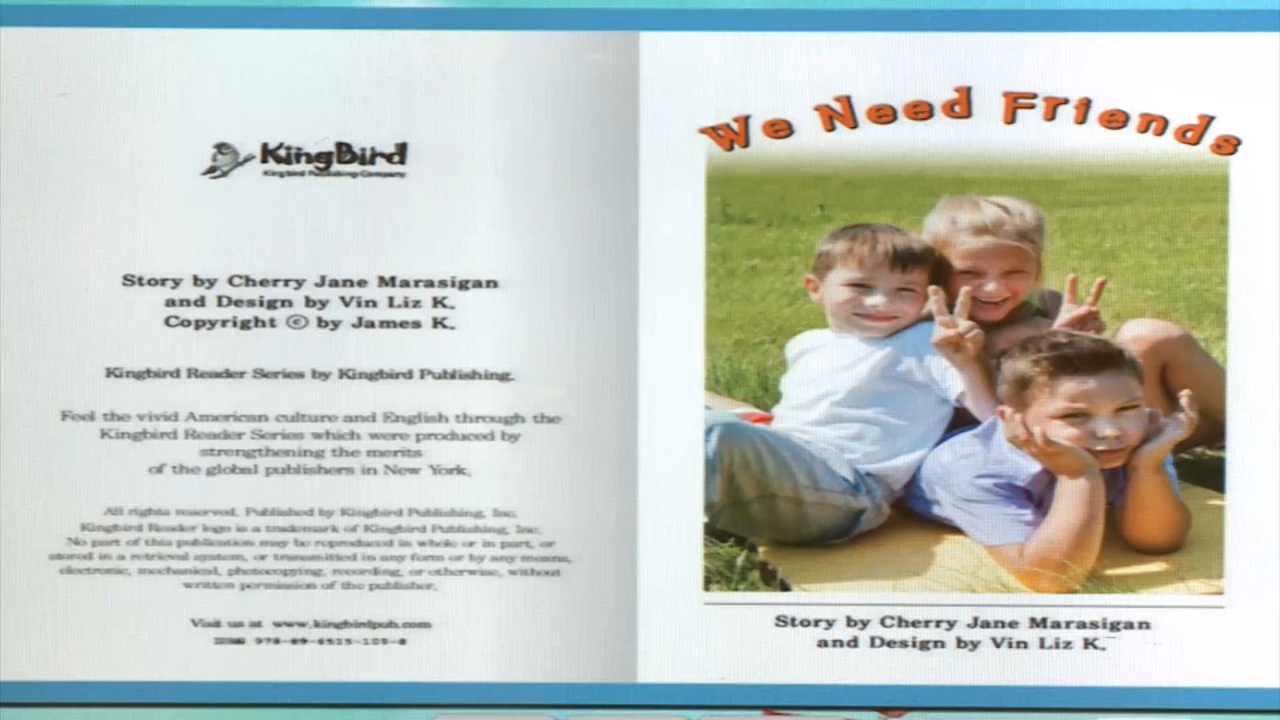 KingBird
Kingbird Publishing Company
Story by Cherry Jane Marasigan
and Design by Vin Liz K.
Copyright © by James K.
Kingbird Reader Series by Kingbird Publishing.
Feel the vivid American culture and English through the
Kingbird Reader Series which were produced by
strengthening the merits
of the global publishers in New York.
All rights reserved. Published by Kingbird Publishing, Inc.
Kingbird Reader logo is a trademark of Kingbird Publishing, Inc.
No part of this publication may be reproduced in whole or in part, or
stored in a retrieval system, or transmitted in any form or by any means,
electronic, mechanical, photocopying, recording, or otherwise, without
written permission of the publisher.
Visit us at www.kingbirdpub.com
ISBN
We Need Friends
Story by Cherry Jane Marasigan
and Design by Vin Liz K.